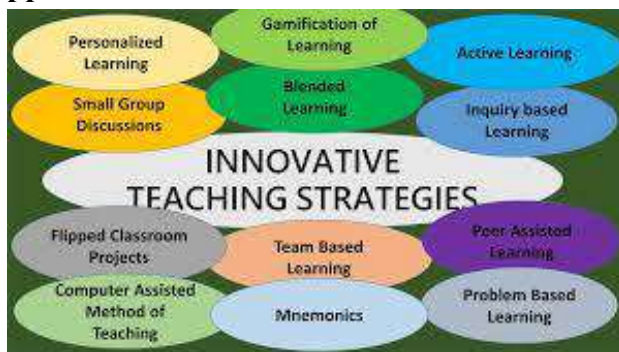 Personalized
Learning
Gamification of
Learning
Active Learning
Small Group
Discussions
Blended
Learning
Inquiry based
Learning
INNOVATIVE
TEACHING STRATEGIES
Flipped Classroom
Projects
Team Based
Learning
Peer Assisted
Learning
Computer Assisted
Method of
Teaching
Mnemonics
Problem Based
Learning